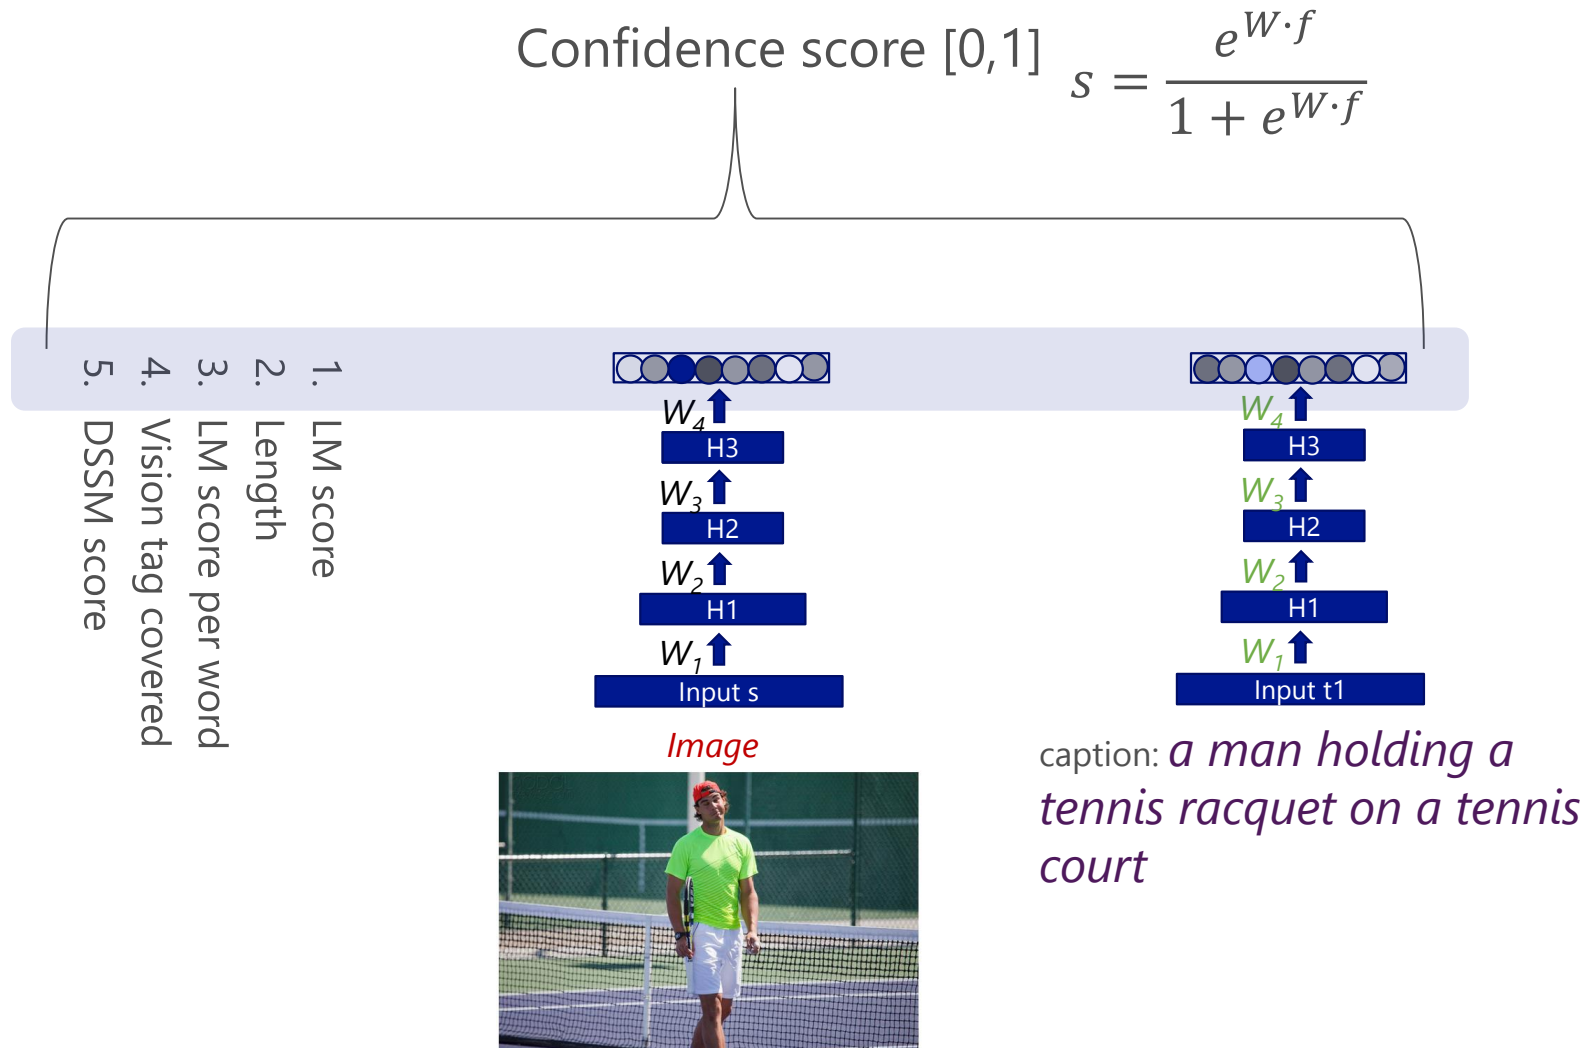 Confidence score [0,1]
s = e^{W·f} / (1 + e^{W·f})
1. LM score
2. Length
3. LM score per word
4. Vision tag covered
5. DSSM score
W₄
H3
W₃
H2
W₂
H1
W₁
Input s
Image
W₄
H3
W₃
H2
W₂
H1
W₁
Input t1
caption: a man holding a
tennis racquet on a tennis
court